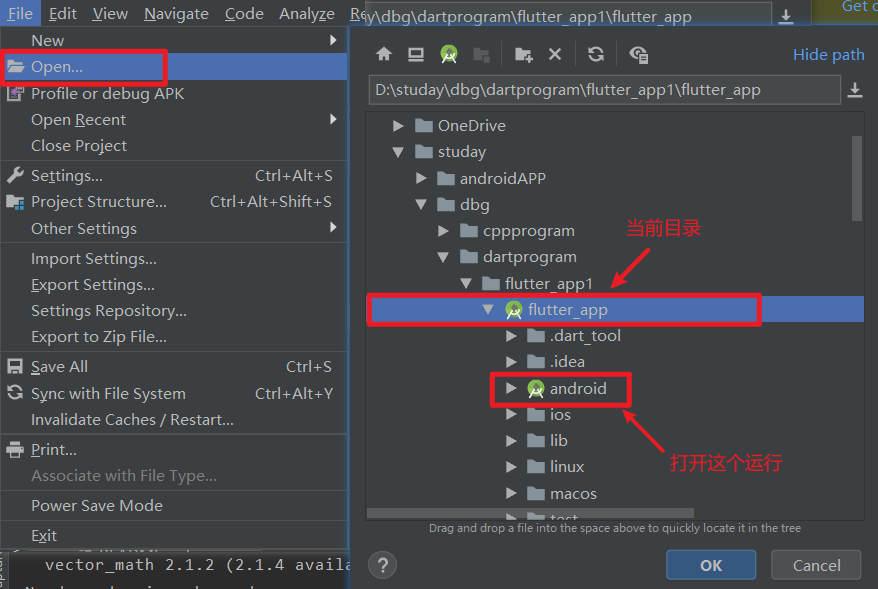 File Edit View Navigate Code Analyze Re
y\dbg\dartprogram\flutter_app1\flutter_app
Get
New
Open...
Profile or debug APK
Open Recent
Close Project
Settings... Ctrl+Alt+S
Project Structure... Ctrl+Alt+Shift+S
Other Settings
Import Settings...
Export Settings...
Settings Repository...
Export to Zip File...
Save All Ctrl+S
Sync with File System Ctrl+Alt+Y
Invalidate Caches / Restart...
Print...
Associate with File Type...
Power Save Mode
Exit
vector_math 2.1.2 (2.1.4 availa
Hide path
D:\studay\dbg\dartprogram\flutter_app1\flutter_app
OneDrive
studay
androidAPP
dbg
cppprogram
当前目录
dartprogram
flutter_app1
flutter_app
.dart_tool
.idea
android
ios
lib
打开这个运行
linux
macos
test
Drag and drop a file into the space above to quickly locate it in the tree
?
OK
Cancel